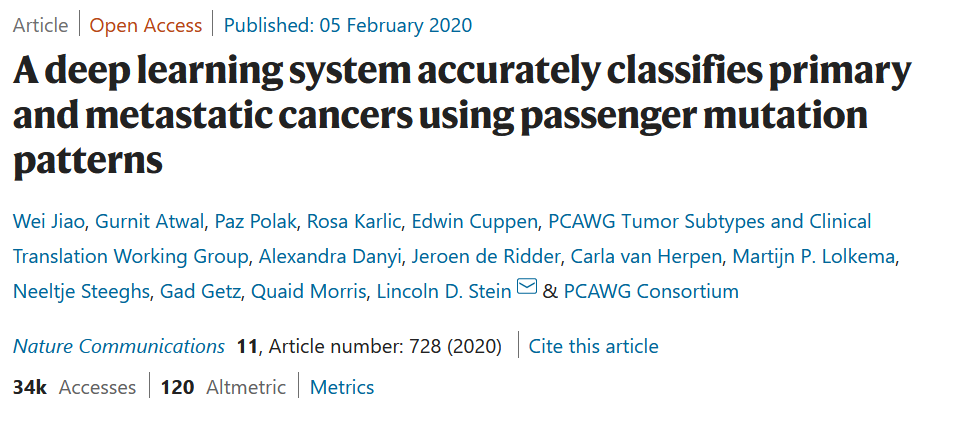 Article | Open Access | Published: 05 February 2020
A deep learning system accurately classifies primary
and metastatic cancers using passenger mutation
patterns
Wei Jiao, Gurnit Atwal, Paz Polak, Rosa Karlic, Edwin Cuppen, PCAWG Tumor Subtypes and Clinical
Translation Working Group, Alexandra Danyi, Jeroen de Ridder, Carla van Herpen, Martijn P. Lolkema,
Neeltje Steeghs, Gad Getz, Quaid Morris, Lincoln D. Stein & PCAWG Consortium
Nature Communications 11, Article number: 728 (2020) | Cite this article
34k Accesses | 120 Altmetric | Metrics